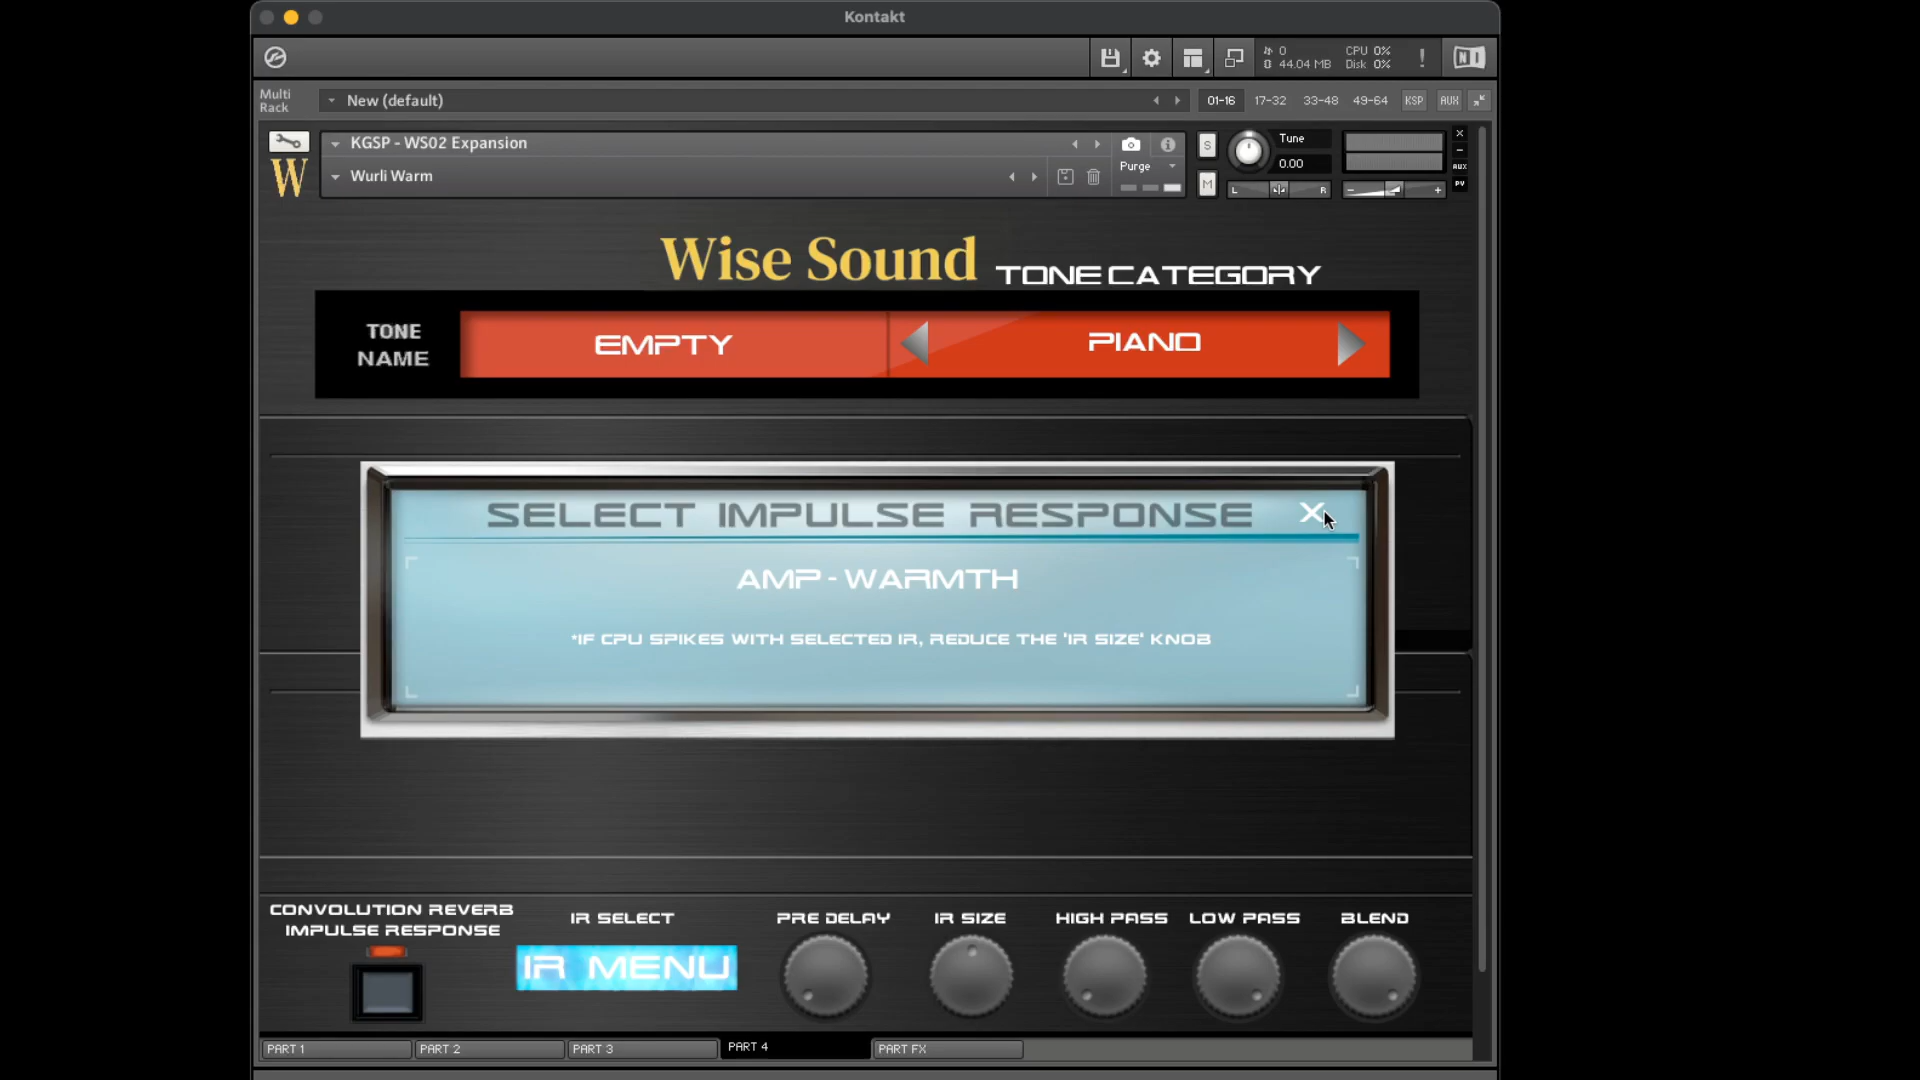 Kontakt
0
44.04 MB
CPU 0%
Disk 0%
!
NI
Multi
Rack
New (default)
01-16
17-32
33-48
49-64
KSP
AUX
W
KGSP - WS02 Expansion
Wurli Warm
Purge
S
M
Tune
0.00
L
R
-
+
x
-
AUX
PV
Wise Sound
TONE CATEGORY
TONE
NAME
EMPTY
PIANO
SELECT IMPULSE RESPONSE
X
AMP - WARMTH
*IF CPU SPIKES WITH SELECTED IR, REDUCE THE 'IR SIZE' KNOB
CONVOLUTION REVERB
IMPULSE RESPONSE
IR SELECT
IR MENU
PRE DELAY
IR SIZE
HIGH PASS
LOW PASS
BLEND
PART 1
PART 2
PART 3
PART 4
PART FX